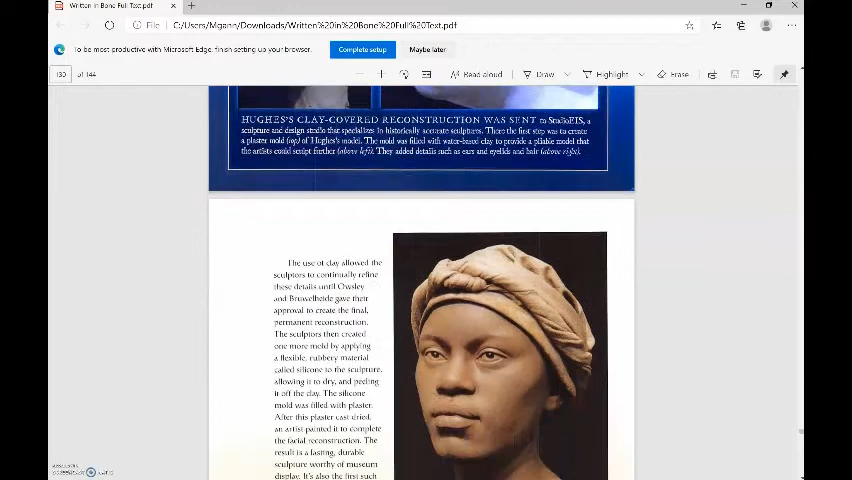 Written in Bone Full Text.pdf
File
C:/Users/Mgann/Downloads/Written%20in%20Bone%20Full%20Text.pdf
To be most productive with Microsoft Edge, finish setting up your browser.
Complete setup
Maybe later
130 of 144
Read aloud
Draw
Highlight
Erase
HUGHES'S CLAY-COVERED RECONSTRUCTION WAS SENT to StudioEIS, a
sculpture and design studio that specializes in historically accurate sculptures. There the first step was to create
a plaster mold (top) of Hughes's model. The mold was filled with water-based clay to provide a pliable model that
the artists could sculpt further (above left). They added details such as ears and eyelids and hair (above right).
The use of clay allowed the
sculptors to continually refine
these details until Owsley
and Bruwelheide gave their
approval to create the final,
permanent reconstruction.
The sculptors then created
one more mold by applying
a flexible, rubbery material
called silicone to the sculpture,
allowing it to dry, and peeling
it off the clay. The silicone
mold was filled with plaster.
After this plaster cast dried,
an artist painted it to complete
the facial reconstruction. The
result is a lasting, durable
sculpture worthy of museum
display. It's also the first such